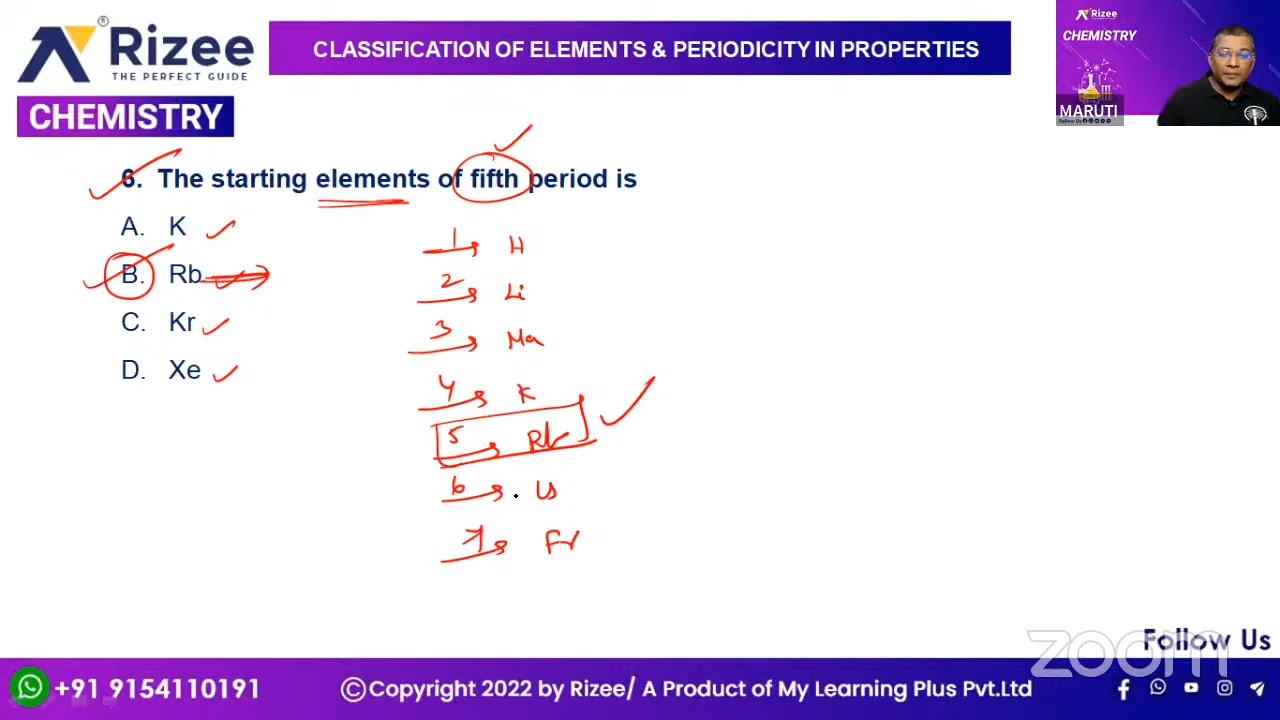 Rizee®
THE PERFECT GUIDE
CLASSIFICATION OF ELEMENTS & PERIODICITY IN PROPERTIES
Rizee
CHEMISTRY
MARUTI
Follow Us
CHEMISTRY
6. The starting elements of fifth period is
A. K
B. Rb
C. Kr
D. Xe
1 H
2 Li
3 Na
4 K
5 Rb
6 Cs
7 Fr
Follow Us
zoom
+91 9154110191
©Copyright 2022 by Rizee/ A Product of My Learning Plus Pvt.Ltd